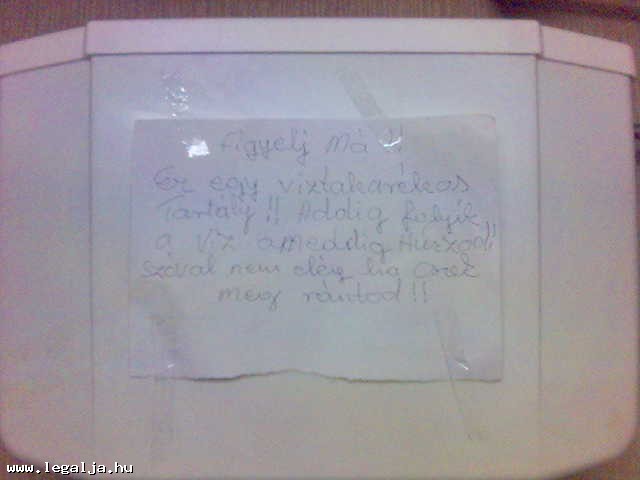 Figyelj Má !!
Ez egy víztakarékos
Tartály!! Addig folyik
a víz ameddig Húzod!!
szóval nem elég ha csak
meg rántod!!
www.legalja.hu